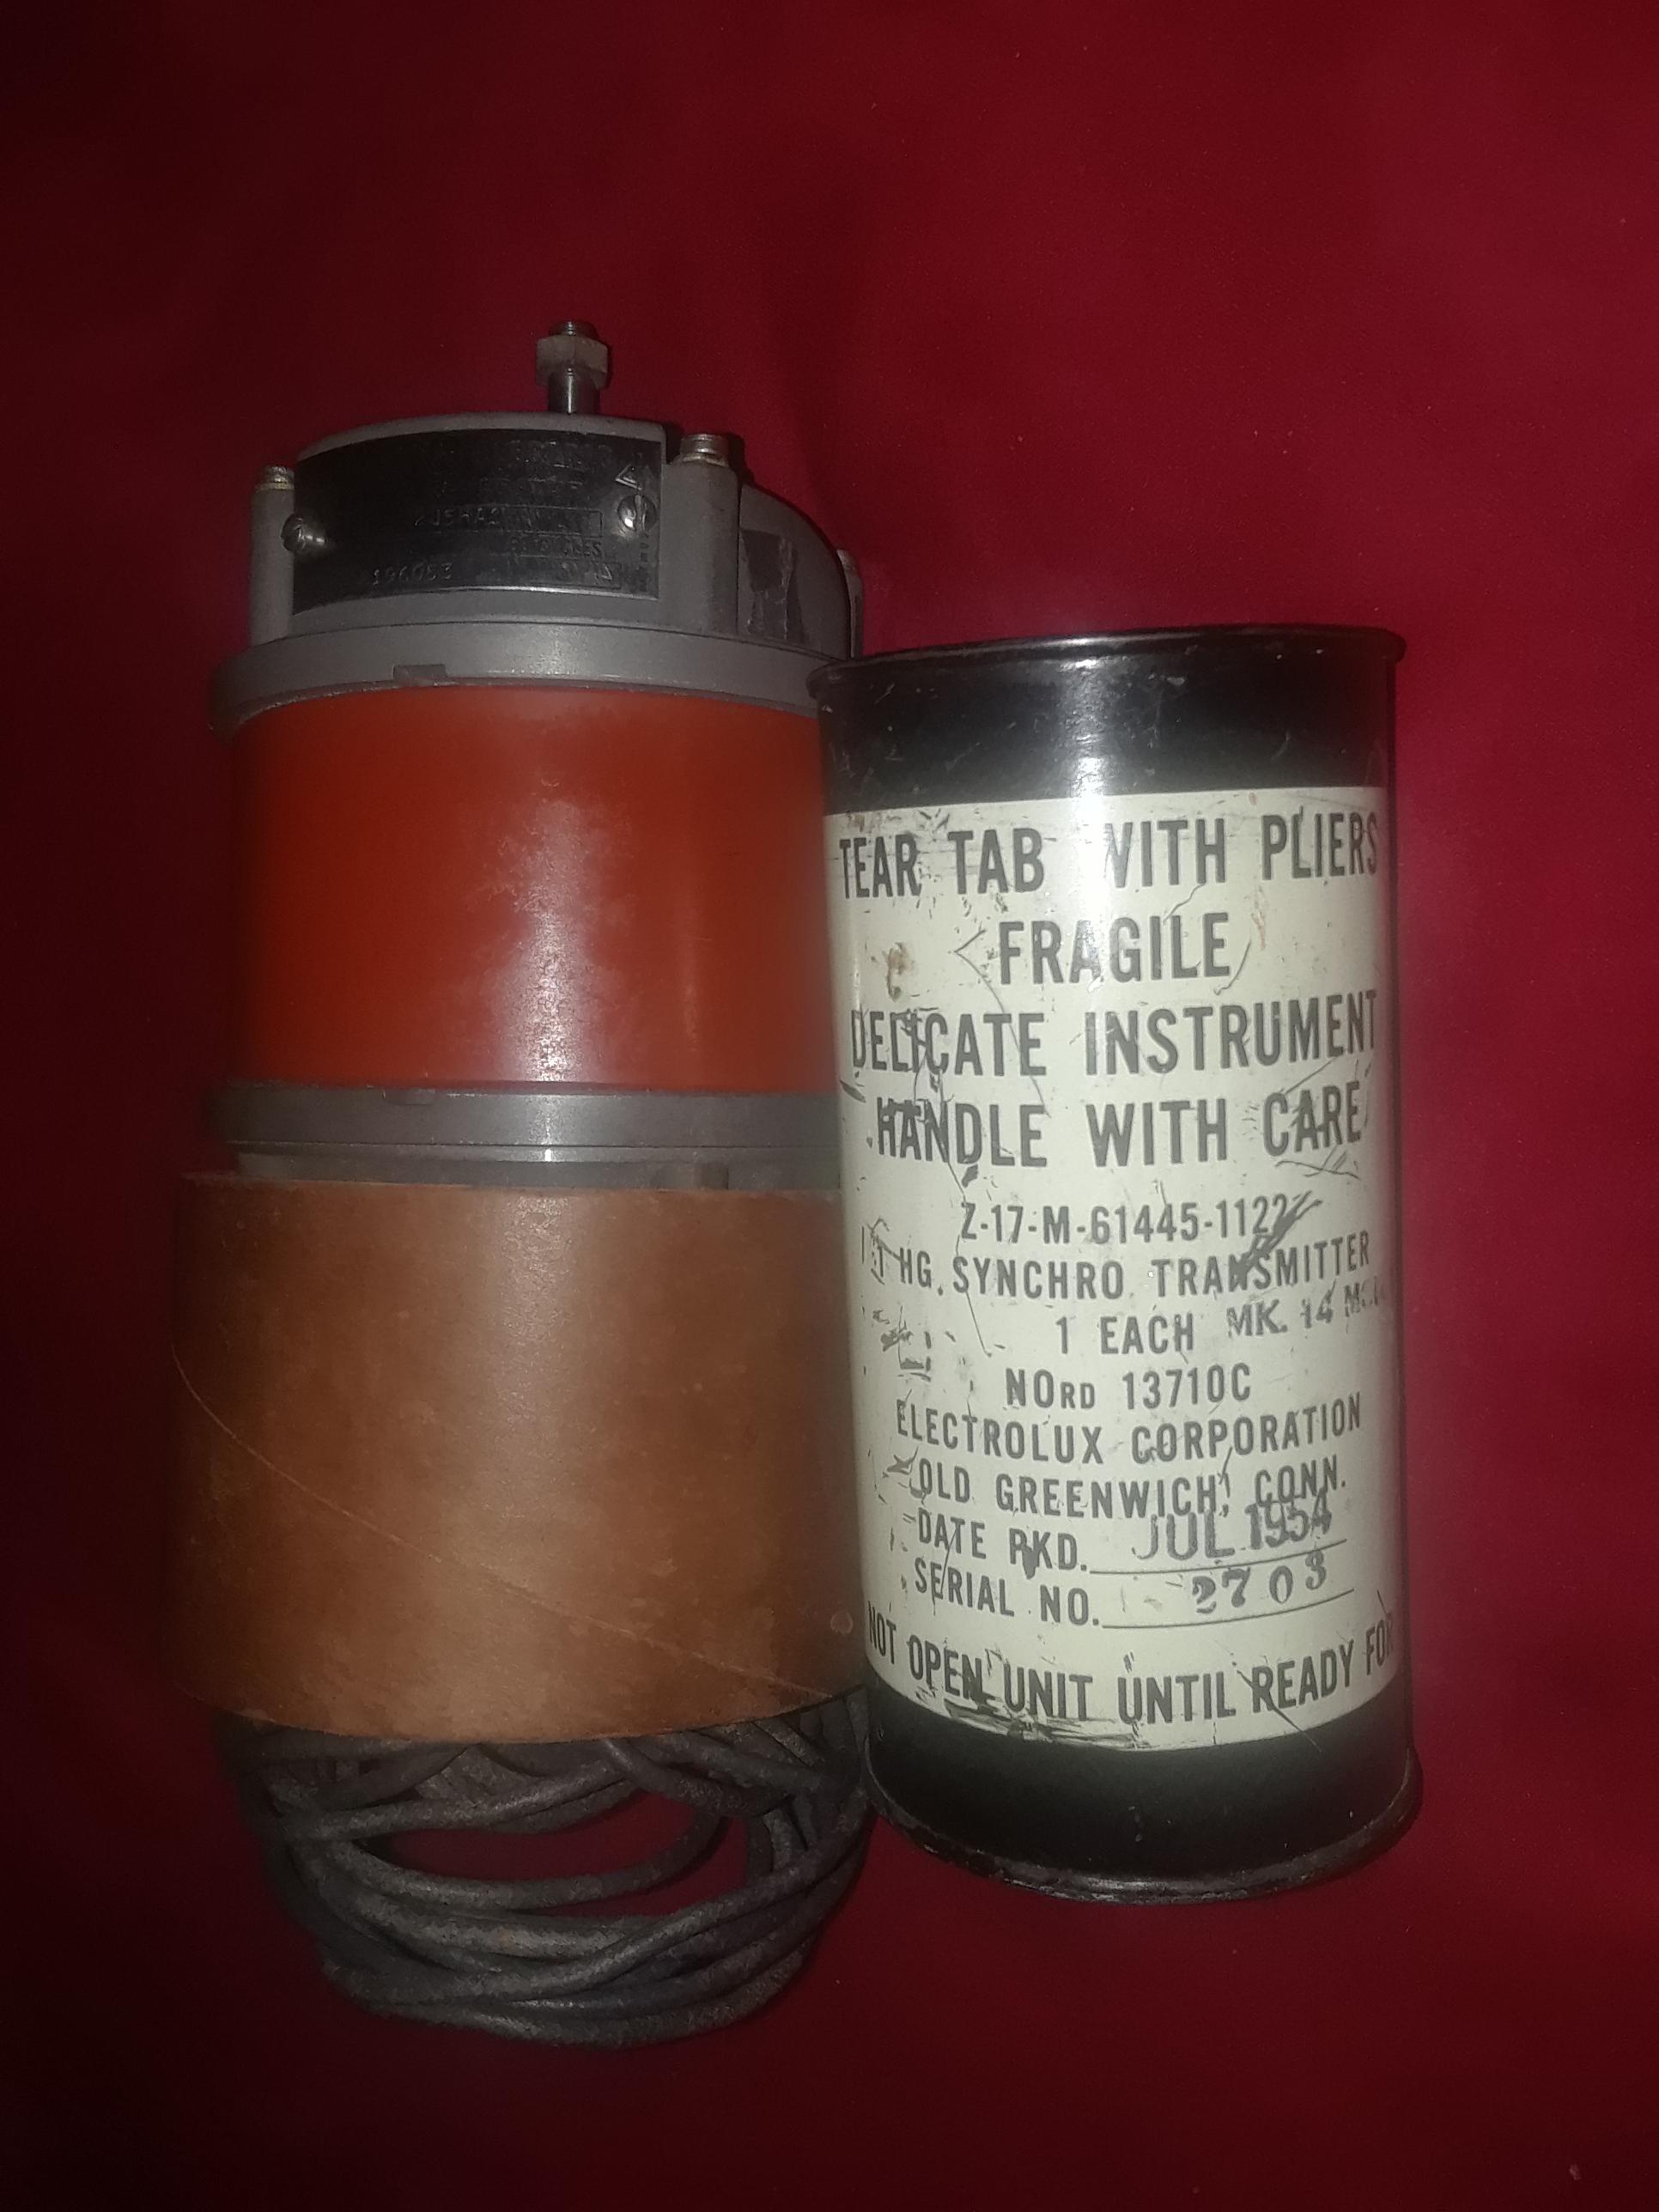 196053
TEAR TAB WITH PLIERS
FRAGILE
DELICATE INSTRUMENT
HANDLE WITH CARE
Z-17-M-61445-1122
HG. SYNCHRO TRANSMITTER
1 EACH MK. 14
NORD 13710C
ELECTROLUX CORPORATION
OLD GREENWICH, CONN.
DATE PKD. JUL 1954
SERIAL NO. 2703
NOT OPEN UNIT UNTIL READY FOR